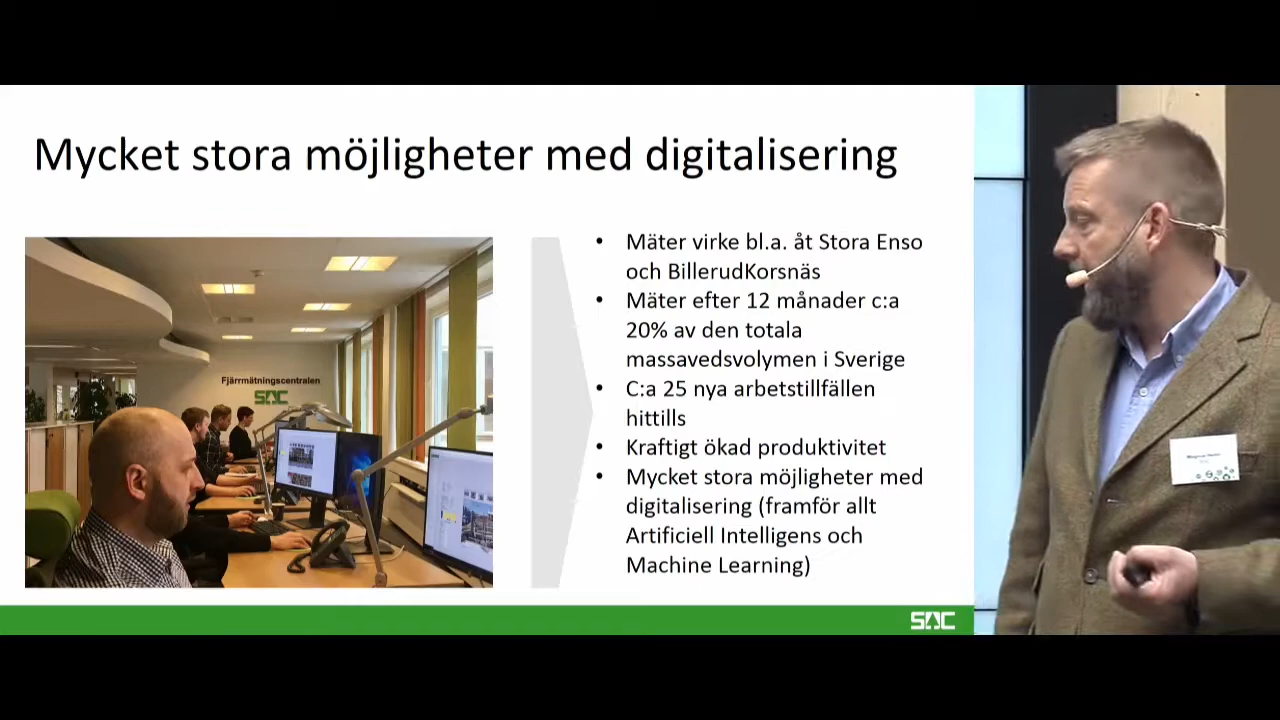 Mycket stora möjligheter med digitalisering
Fjärrmätningscentralen
SDC
• Mäter virke bl.a. åt Stora Enso
och BillerudKorsnäs
• Mäter efter 12 månader c:a
20% av den totala
massavedsvolymen i Sverige
• C:a 25 nya arbetstillfällen
hittills
• Kraftigt ökad produktivitet
• Mycket stora möjligheter med
digitalisering (framför allt
Artificiell Intelligens och
Machine Learning)
SDC